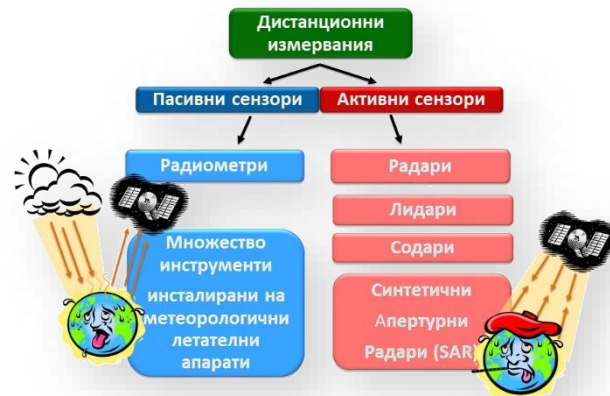 Дистанционни
измервания
Пасивни сензори
Активни сензори
Радиометри
Множество
инструменти
инсталирани на
метеорологични
летателни
апарати
Радари
Лидари
Содари
Синтетични
Апертурни
Радари (SAR)